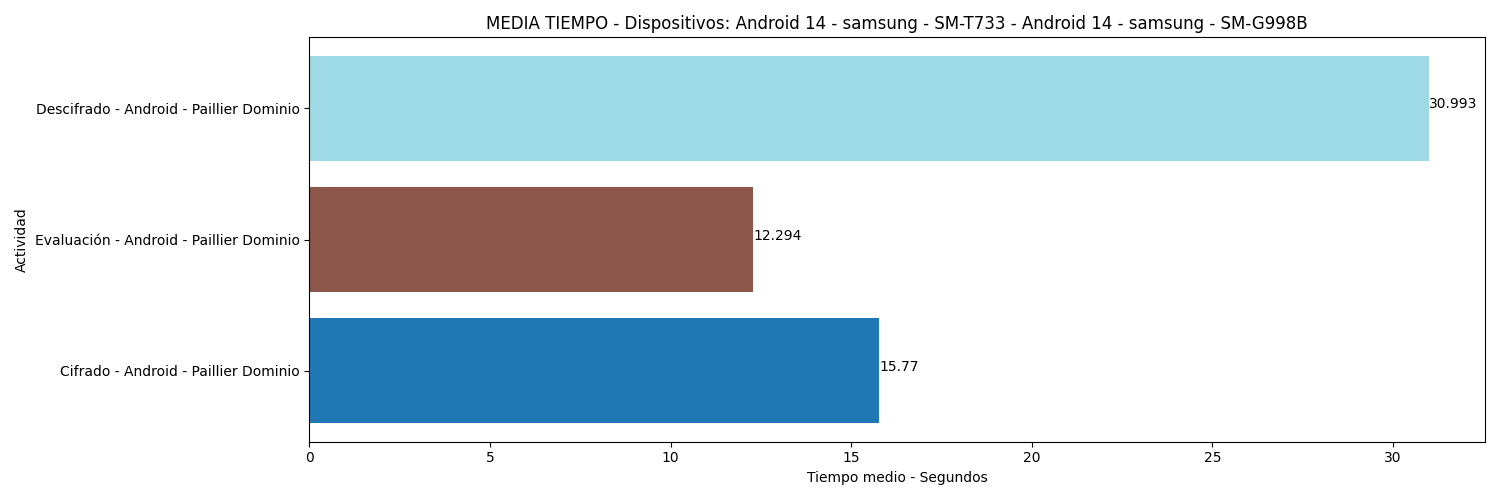 MEDIA TIEMPO - Dispositivos: Android 14 - samsung - SM-T733 - Android 14 - samsung - SM-G998B
Descifrado - Android - Paillier Dominio
30.993
Actividad
Evaluación - Android - Paillier Dominio
12.294
Cifrado - Android - Paillier Dominio
15.77
0 5 10 15 20 25 30
Tiempo medio - Segundos